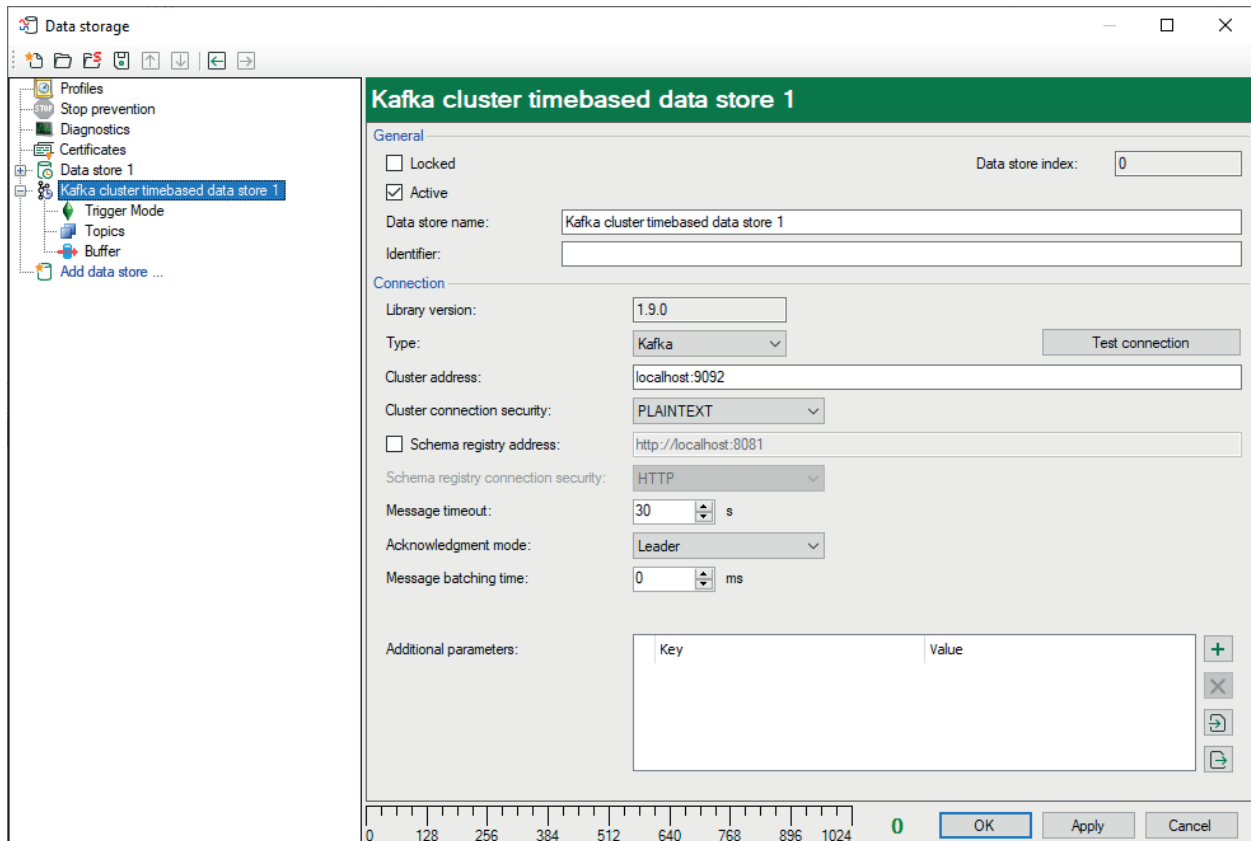 Data storage
Profiles
STOP Stop prevention
Diagnostics
Certificates
Data store 1
Kafka cluster timebased data store 1
Trigger Mode
Topics
Buffer
Add data store ...
Kafka cluster timebased data store 1
General
Locked
Data store index: 0
Active
Data store name: Kafka cluster timebased data store 1
Identifier:
Connection
Library version: 1.9.0
Type: Kafka Test connection
Cluster address: localhost:9092
Cluster connection security: PLAINTEXT
Schema registry address: http://localhost:8081
Schema registry connection security: HTTP
Message timeout: 30 s
Acknowledgment mode: Leader
Message batching time: 0 ms
Additional parameters: Key Value
0 128 256 384 512 640 768 896 1024 0 OK Apply Cancel